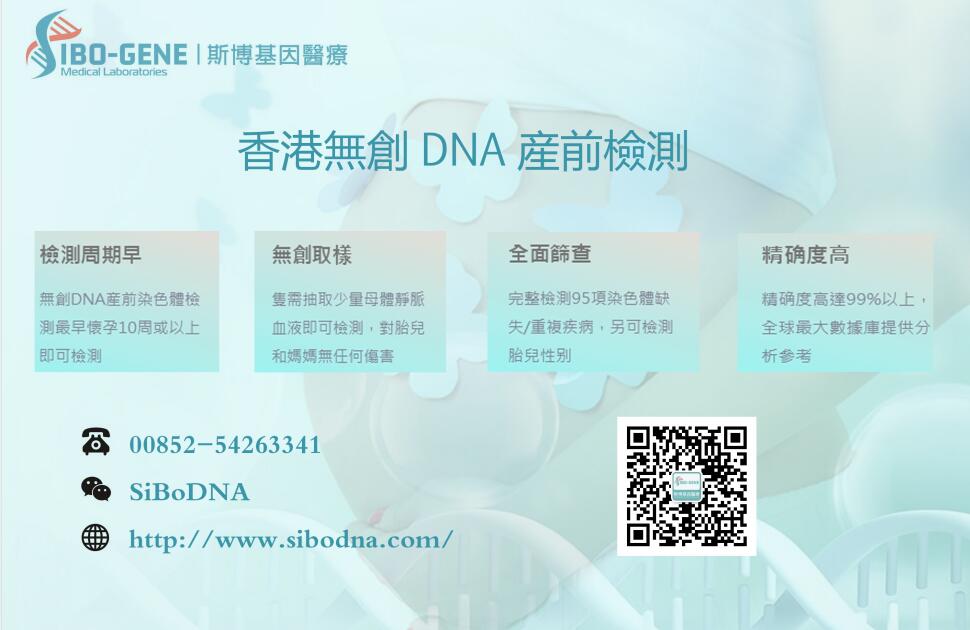 SIBO-GENE | 斯博基因醫療
Medical Laboratories
香港無創 DNA 産前檢測
檢測周期早
無創DNA産前染色體檢
測最早懷孕10周或以上
即可檢測
無創取樣
隻需抽取少量母體靜脈
血液即可檢測，對胎兒
和媽媽無任何傷害
全面篩查
完整檢測95項染色體缺
失/重複疾病，另可檢測
胎兒性别
精确度高
精确度高達99%以上，
全球最大數據庫提供分
析參考
00852-54263341
SiBoDNA
http://www.sibodna.com/
SIBO-GENE
斯博基因醫療